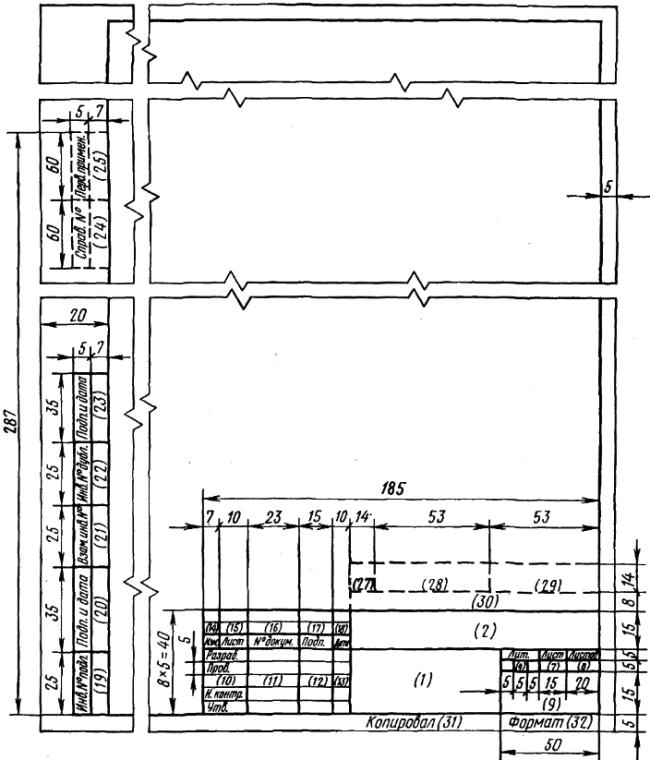 5 7
60 Перв. примен. (25)
60 Справ. № (24)
5
20
5 7
287
35 Подп. и дата (23)
25 Инв. № дубл. (22)
25 Взам. инв. № (21)
35 Подп. и дата (20)
25 Инв. № подл. (19)
185
7 10 23 15 10 14 53 53
(27) (28) (29) 14
(30) 8
8×5=40
5
(14) (15) (16) (17) (18) (2) 15
Изм. Лист № докум. Подп. Дата
Разраб. Лит. Лист Листов 5
Пров. (4) (7) (8) 5
(10) (11) (12) (13) (1) 5 5 5 15 20 15
Н. контр. (9)
Утв.
Копировал (31) Формат (32) 5
50